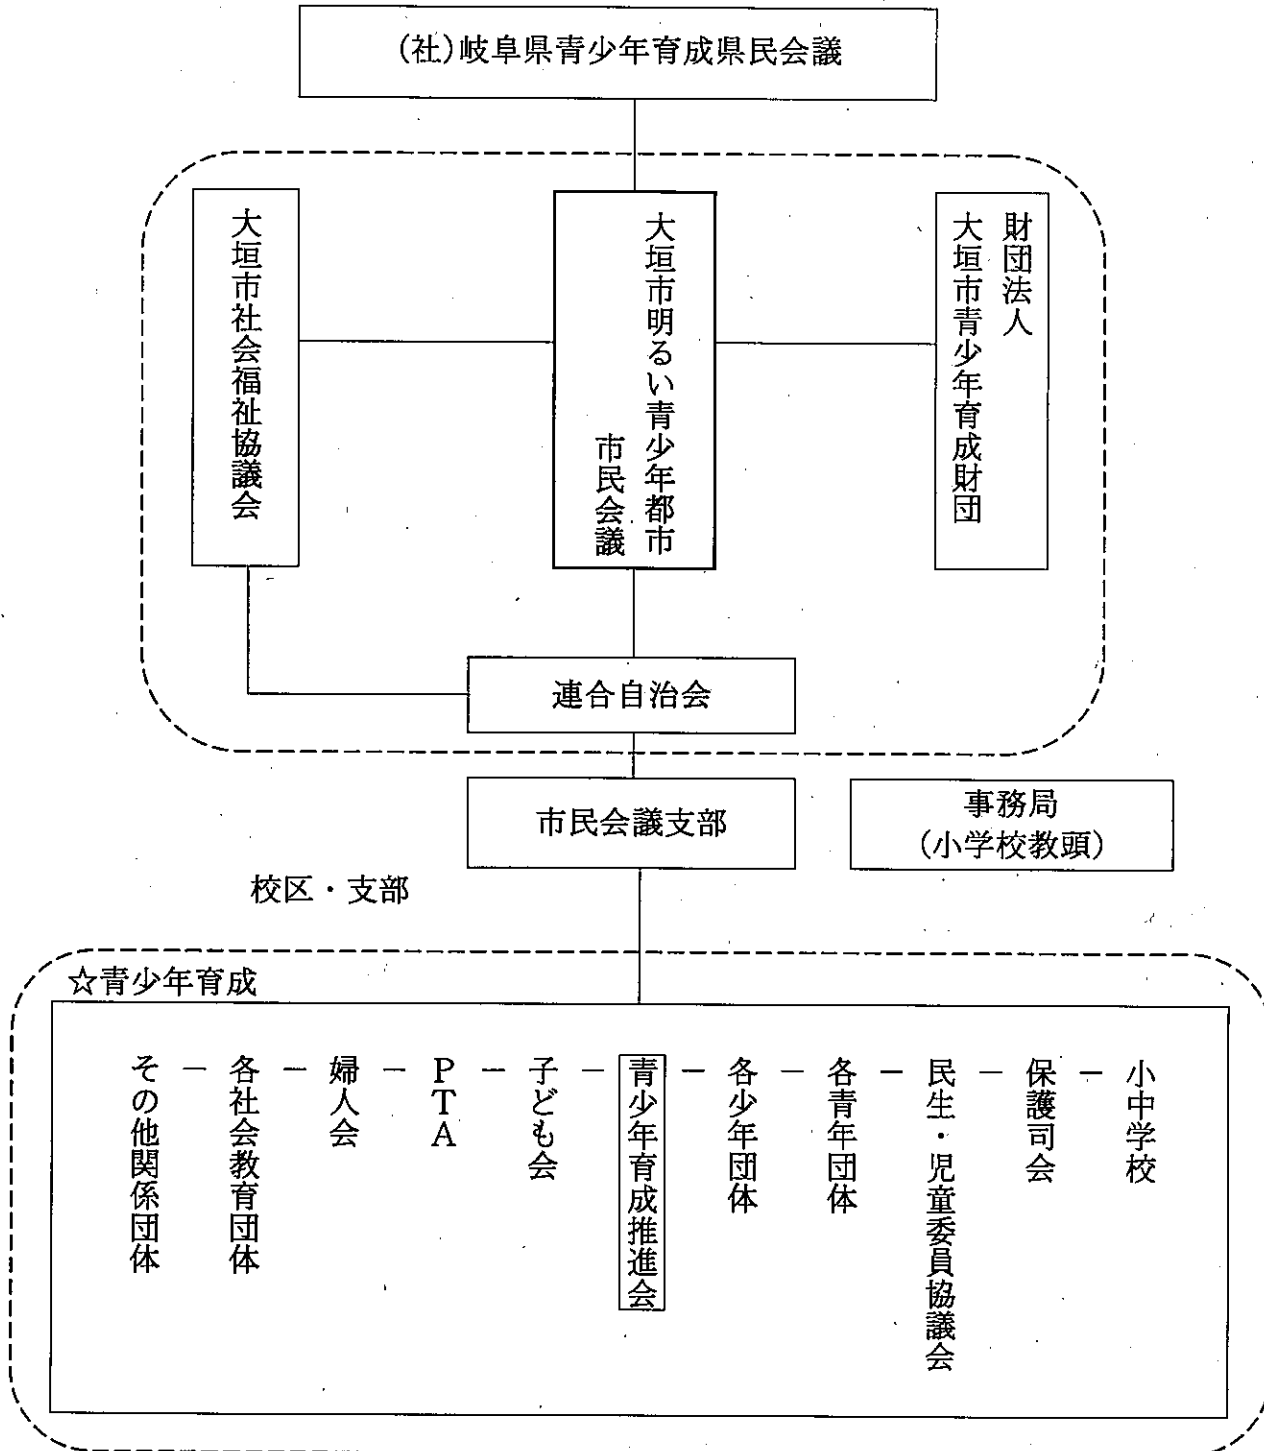 (社)岐阜県青少年育成県民会議
財団法人
大垣市青少年育成財団
大垣市明るい青少年都市
市民会議
大垣市社会福祉協議会
連合自治会
市民会議支部
事務局
(小学校教頭)
校区・支部
☆青少年育成
小中学校
保護司会
民生・児童委員協議会
各青年団体
各少年団体
青少年育成推進会
子ども会
PTA
婦人会
各社会教育団体
その他関係団体